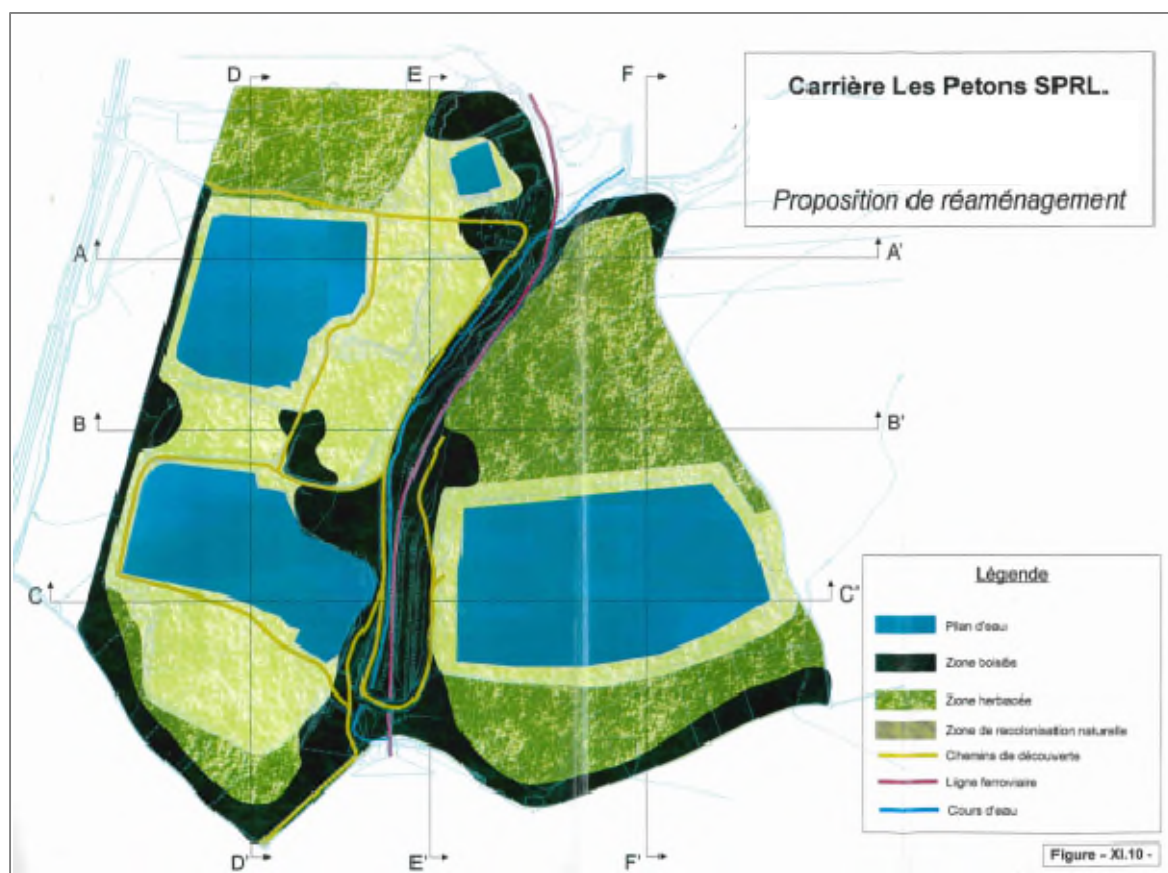 Carrière Les Petons SPRL.
Proposition de réaménagement
D
E
F
A
A'
B
B'
C
C'
D'
E'
F'
Légende
Plan d'eau
Zone boisée
Zone herbacée
Zone de recolonisation naturelle
Chemins de découverte
Ligne ferroviaire
Cours d'eau
Figure - XI.10 -